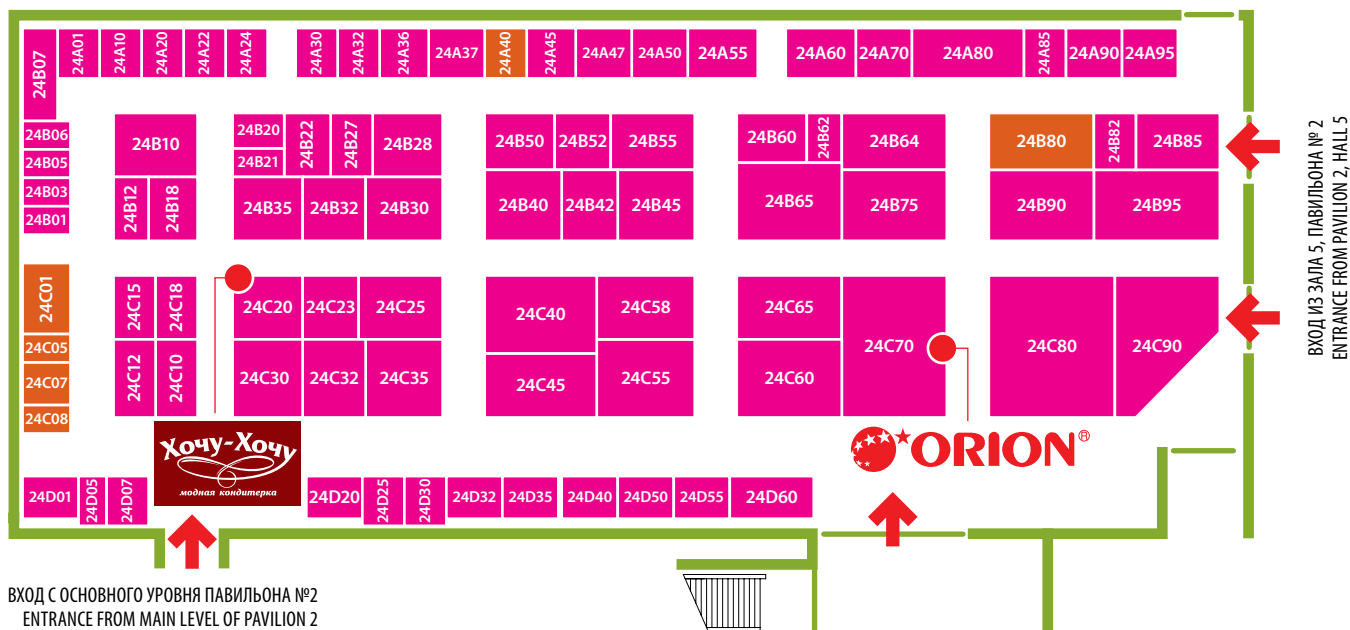 24B07
24A01
24A10
24A20
24A22
24A24
24A30
24A32
24A36
24A37
24A40
24A45
24A47
24A50
24A55
24A60
24A70
24A80
24A85
24A90
24A95
24B06
24B05
24B03
24B01
24B10
24B12
24B18
24B20
24B21
24B22
24B27
24B28
24B35
24B32
24B30
24B50
24B52
24B55
24B40
24B42
24B45
24B60
24B62
24B64
24B65
24B75
24B80
24B82
24B85
24B90
24B95
ВХОД ИЗ ЗАЛА 5, ПАВИЛЬОНА № 2
ENTRANCE FROM PAVILION 2, HALL 5
24C01
24C05
24C07
24C08
24C15
24C18
24C12
24C10
24C20
24C23
24C25
24C30
24C32
24C35
24C40
24C58
24C45
24C55
24C65
24C60
24C70
24C80
24C90
Хочу-Хочу
модная кондитерка
ORION®
24D01
24D05
24D07
24D20
24D25
24D30
24D32
24D35
24D40
24D50
24D55
24D60
ВХОД С ОСНОВНОГО УРОВНЯ ПАВИЛЬОНА №2
ENTRANCE FROM MAIN LEVEL OF PAVILION 2